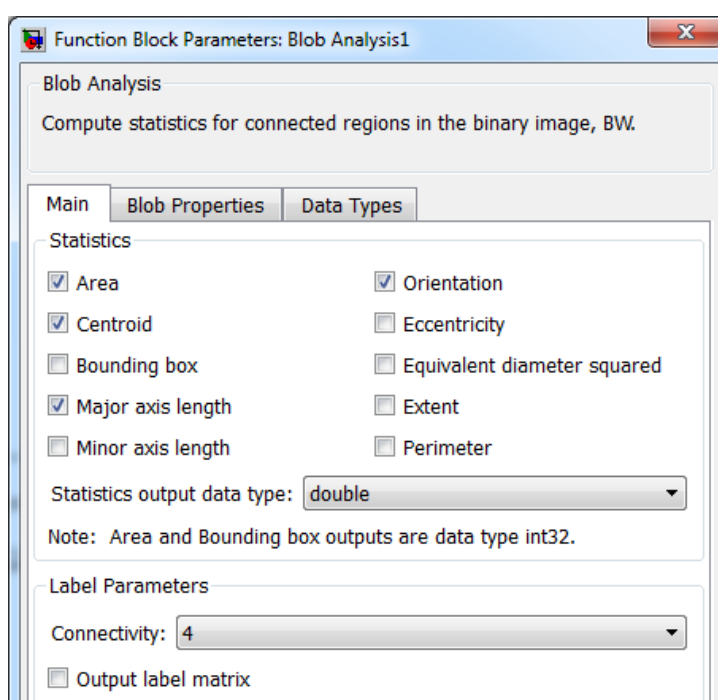 Function Block Parameters: Blob Analysis1
Blob Analysis
Compute statistics for connected regions in the binary image, BW.
Main Blob Properties Data Types
Statistics
Area Orientation
Centroid Eccentricity
Bounding box Equivalent diameter squared
Major axis length Extent
Minor axis length Perimeter
Statistics output data type: double
Note: Area and Bounding box outputs are data type int32.
Label Parameters
Connectivity: 4
Output label matrix